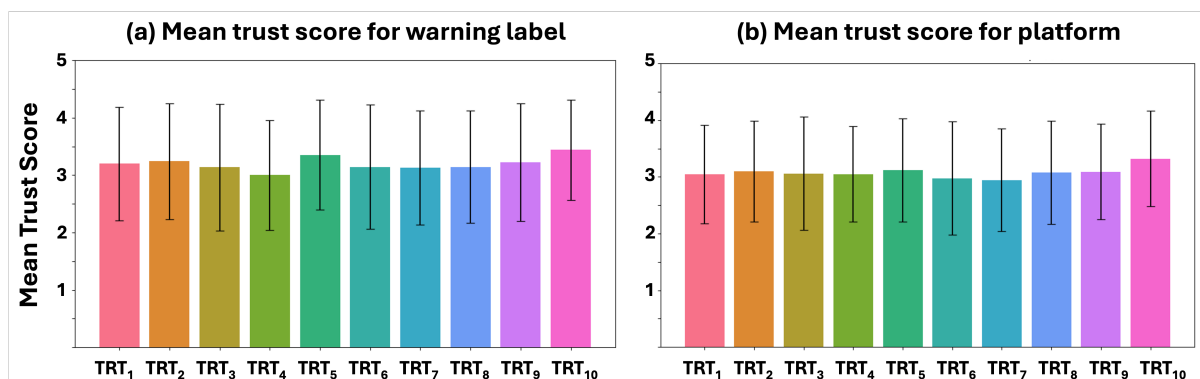 (a) Mean trust score for warning label
(b) Mean trust score for platform
Mean Trust Score
5
4
3
2
1
TRT1 TRT2 TRT3 TRT4 TRT5 TRT6 TRT7 TRT8 TRT9 TRT10
5
4
3
2
1
TRT1 TRT2 TRT3 TRT4 TRT5 TRT6 TRT7 TRT8 TRT9 TRT10